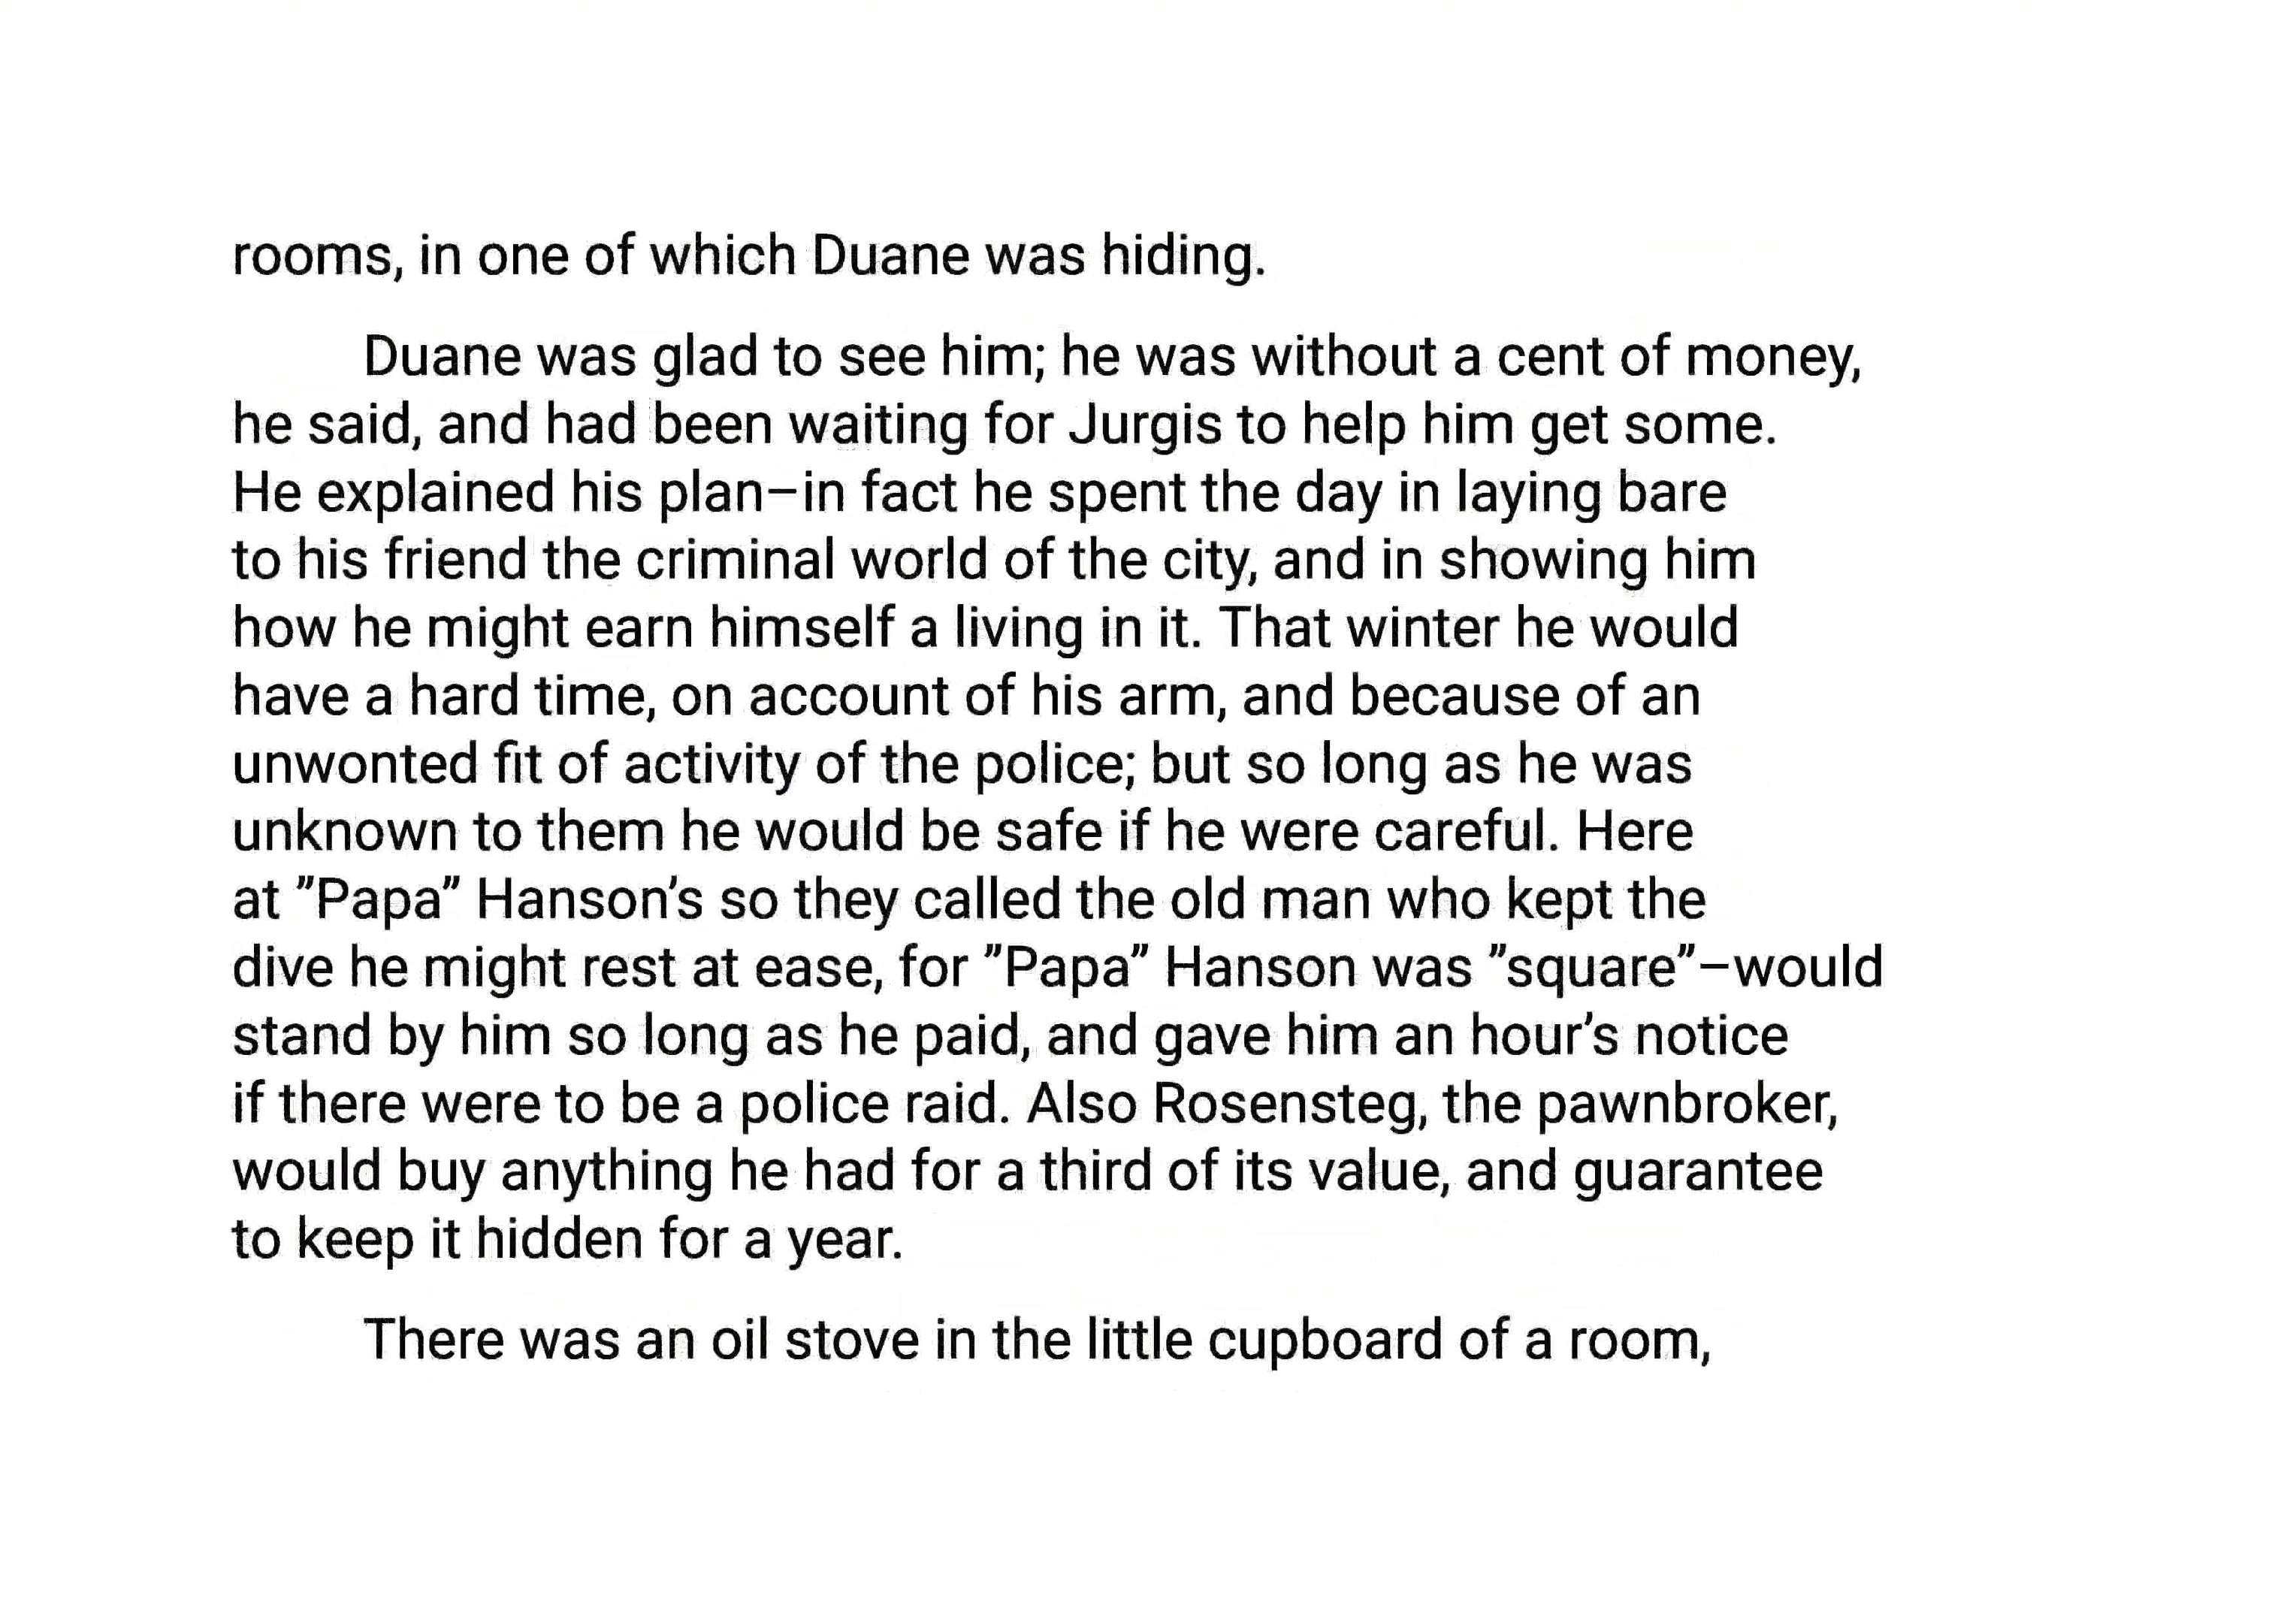 rooms, in one of which Duane was hiding.
Duane was glad to see him; he was without a cent of money,
he said, and had been waiting for Jurgis to help him get some.
He explained his plan–in fact he spent the day in laying bare
to his friend the criminal world of the city, and in showing him
how he might earn himself a living in it. That winter he would
have a hard time, on account of his arm, and because of an
unwonted fit of activity of the police; but so long as he was
unknown to them he would be safe if he were careful. Here
at ”Papa” Hanson’s so they called the old man who kept the
dive he might rest at ease, for ”Papa” Hanson was ”square”–would
stand by him so long as he paid, and gave him an hour’s notice
if there were to be a police raid. Also Rosensteg, the pawnbroker,
would buy anything he had for a third of its value, and guarantee
to keep it hidden for a year.
There was an oil stove in the little cupboard of a room,